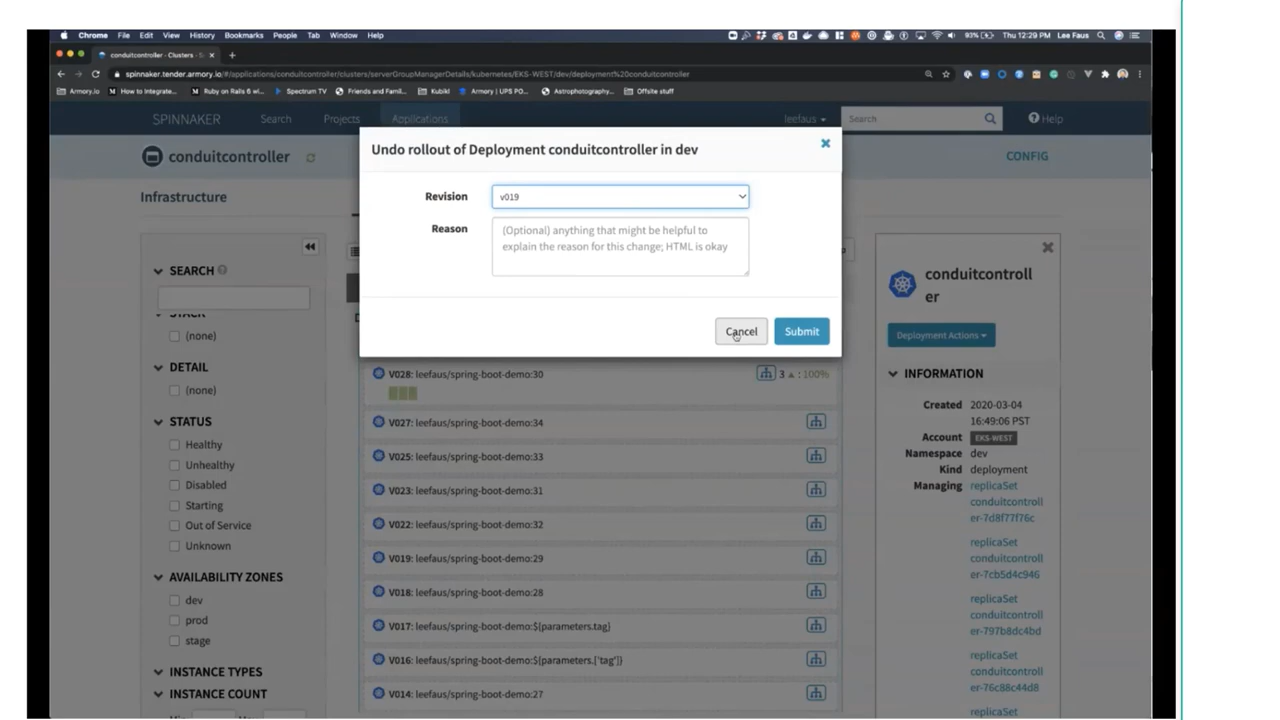 Chrome File Edit View History Bookmarks People Tab Window Help 93% Thu 12:29 PM Lee Faus
conduitcontroller - Clusters - S
spinnaker.tender.armory.io/#/applications/conduitcontroller/clusters/serverGroupManagerDetails/kubernetes/EKS-WEST/dev/deployment%20conduitcontroller
Armory.io How to Integrate... Ruby on Rails 6 wi... Spectrum TV Friends and Famil... Kubikl Armory | UPS PO... Astrophotography... Offsite stuff
SPINNAKER Search Projects Applications leefaus Search Help
conduitcontroller CONFIG
Infrastructure
Undo rollout of Deployment conduitcontroller in dev
Revision v019
Reason (Optional) anything that might be helpful to
explain the reason for this change; HTML is okay
Cancel Submit
SEARCH
(none)
DETAIL
(none)
STATUS
Healthy
Unhealthy
Disabled
Starting
Out of Service
Unknown
AVAILABILITY ZONES
dev
prod
stage
INSTANCE TYPES
INSTANCE COUNT
V028: leefaus/spring-boot-demo:30 3 : 100%
V027: leefaus/spring-boot-demo:34
V025: leefaus/spring-boot-demo:33
V023: leefaus/spring-boot-demo:31
V022: leefaus/spring-boot-demo:32
V019: leefaus/spring-boot-demo:29
V018: leefaus/spring-boot-demo:28
V017: leefaus/spring-boot-demo:${parameters.tag}
V016: leefaus/spring-boot-demo:${parameters.['tag']}
V014: leefaus/spring-boot-demo:27
conduitcontroll
er
Deployment Actions
INFORMATION
Created 2020-03-04
16:49:06 PST
Account EKS-WEST
Namespace dev
Kind deployment
Managing replicaSet
conduitcontroll
er-7d8f77f76c
replicaSet
conduitcontroll
er-7cb5d4c946
replicaSet
conduitcontroll
er-797b8dc4bd
replicaSet
conduitcontroll
er-76c88c44d8
replicaSet